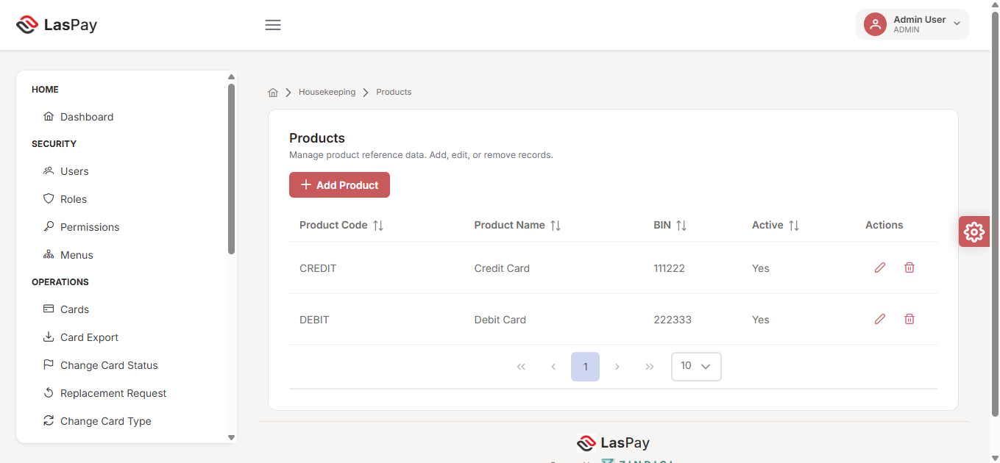 LasPay
Admin User
ADMIN
HOME
Dashboard
SECURITY
Users
Roles
Permissions
Menus
OPERATIONS
Cards
Card Export
Change Card Status
Replacement Request
Change Card Type
Housekeeping
Products
Products
Manage product reference data. Add, edit, or remove records.
Add Product
Product Code Product Name BIN Active Actions
CREDIT Credit Card 111222 Yes
DEBIT Debit Card 222333 Yes
1 10
LasPay